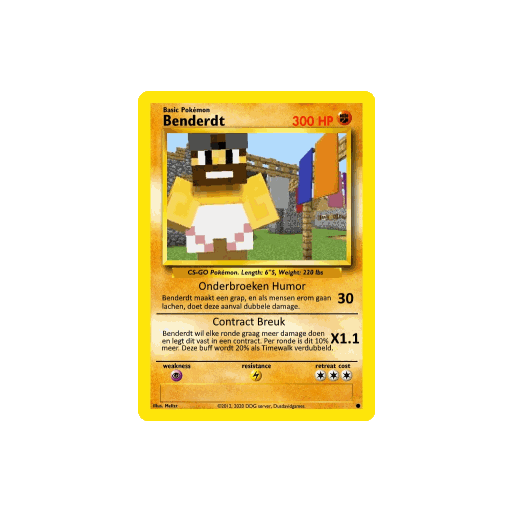 Basic Pokémon
Benderdt
300 HP
CS-GO Pokémon. Length: 6"5, Weight: 220 lbs
Onderbroeken Humor
Benderdt maakt een grap, en als mensen erom gaan
lachen, doet deze aanval dubbele damage.
30
Contract Breuk
Benderdt wil elke ronde graag meer damage doen
en legt dit vast in een contract. Per ronde is dit 10%
meer. Deze buff wordt 20% als Timewalk verdubbeld.
X1.1
weakness
resistance
retreat cost
Illus. Melter
©2013, 2020 DDG server, Dusdavidgames